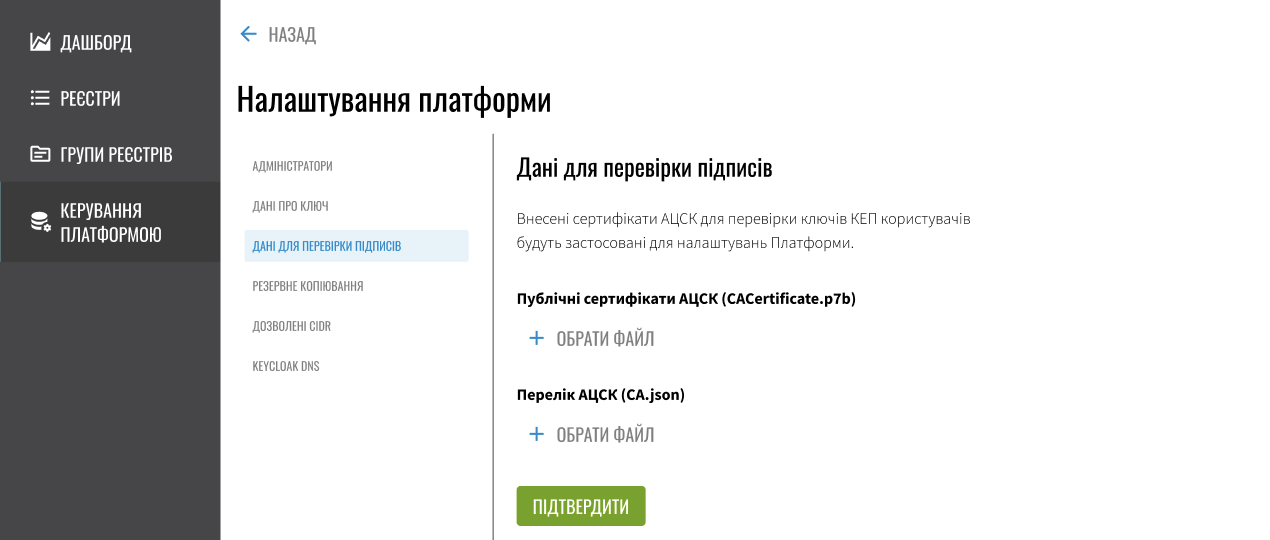 ДАШБОРД
РЕЄСТРИ
ГРУПИ РЕЄСТРІВ
КЕРУВАННЯ
ПЛАТФОРМОЮ
НАЗАД
Налаштування платформи
АДМІНІСТРАТОРИ
ДАНІ ПРО КЛЮЧ
ДАНІ ДЛЯ ПЕРЕВІРКИ ПІДПИСІВ
РЕЗЕРВНЕ КОПІЮВАННЯ
ДОЗВОЛЕНІ CIDR
KEYCLOAK DNS
Дані для перевірки підписів
Внесені сертифікати АЦСК для перевірки ключів КЕП користувачів
будуть застосовані для налаштувань Платформи.
Публічні сертифікати АЦСК (CACertificate.p7b)
ОБРАТИ ФАЙЛ
Перелік АЦСК (CA.json)
ОБРАТИ ФАЙЛ
ПІДТВЕРДИТИ